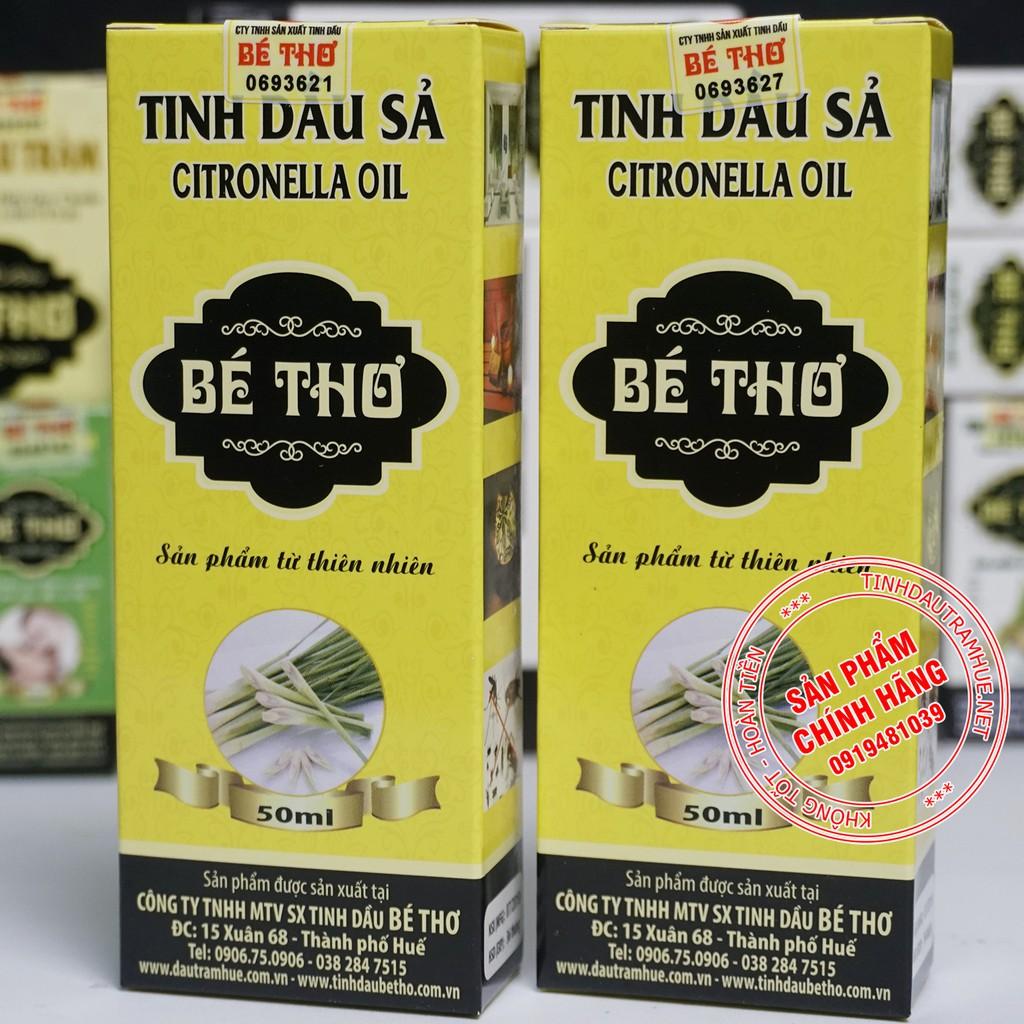 CTY TNHH SẢN XUẤT TINH DẦU
BÉ THƠ
0693621
TINH DẦU SẢ
CITRONELLA OIL
BÉ THƠ
Sản phẩm từ thiên nhiên
50ml
Sản phẩm được sản xuất tại
CÔNG TY TNHH MTV SX TINH DẦU BÉ THƠ
ĐC: 15 Xuân 68 - Thành phố Huế
Tel: 0906.75.0906 - 038 284 7515
www.dautramhue.com.vn - www.tinhdaubetho.com.vn
CTY TNHH SẢN XUẤT TINH DẦU
BÉ THƠ
0693627
TINH DẦU SẢ
CITRONELLA OIL
BÉ THƠ
Sản phẩm từ thiên nhiên
50ml
Sản phẩm được sản xuất tại
CÔNG TY TNHH MTV SX TINH DẦU BÉ THƠ
ĐC: 15 Xuân 68 - Thành phố Huế
Tel: 0906.75.0906 - 038 284 7515
www.dautramhue.com.vn - www.tinhdaubetho.com.vn
*** TINHDAUTRAMHUE.NET ***
KHÔNG TỐT - HOÀN TIỀN
SẢN PHẨM
CHÍNH HÃNG
0919481039
TRÀM
THƠ
BÉ THƠ
BÉ THƠ